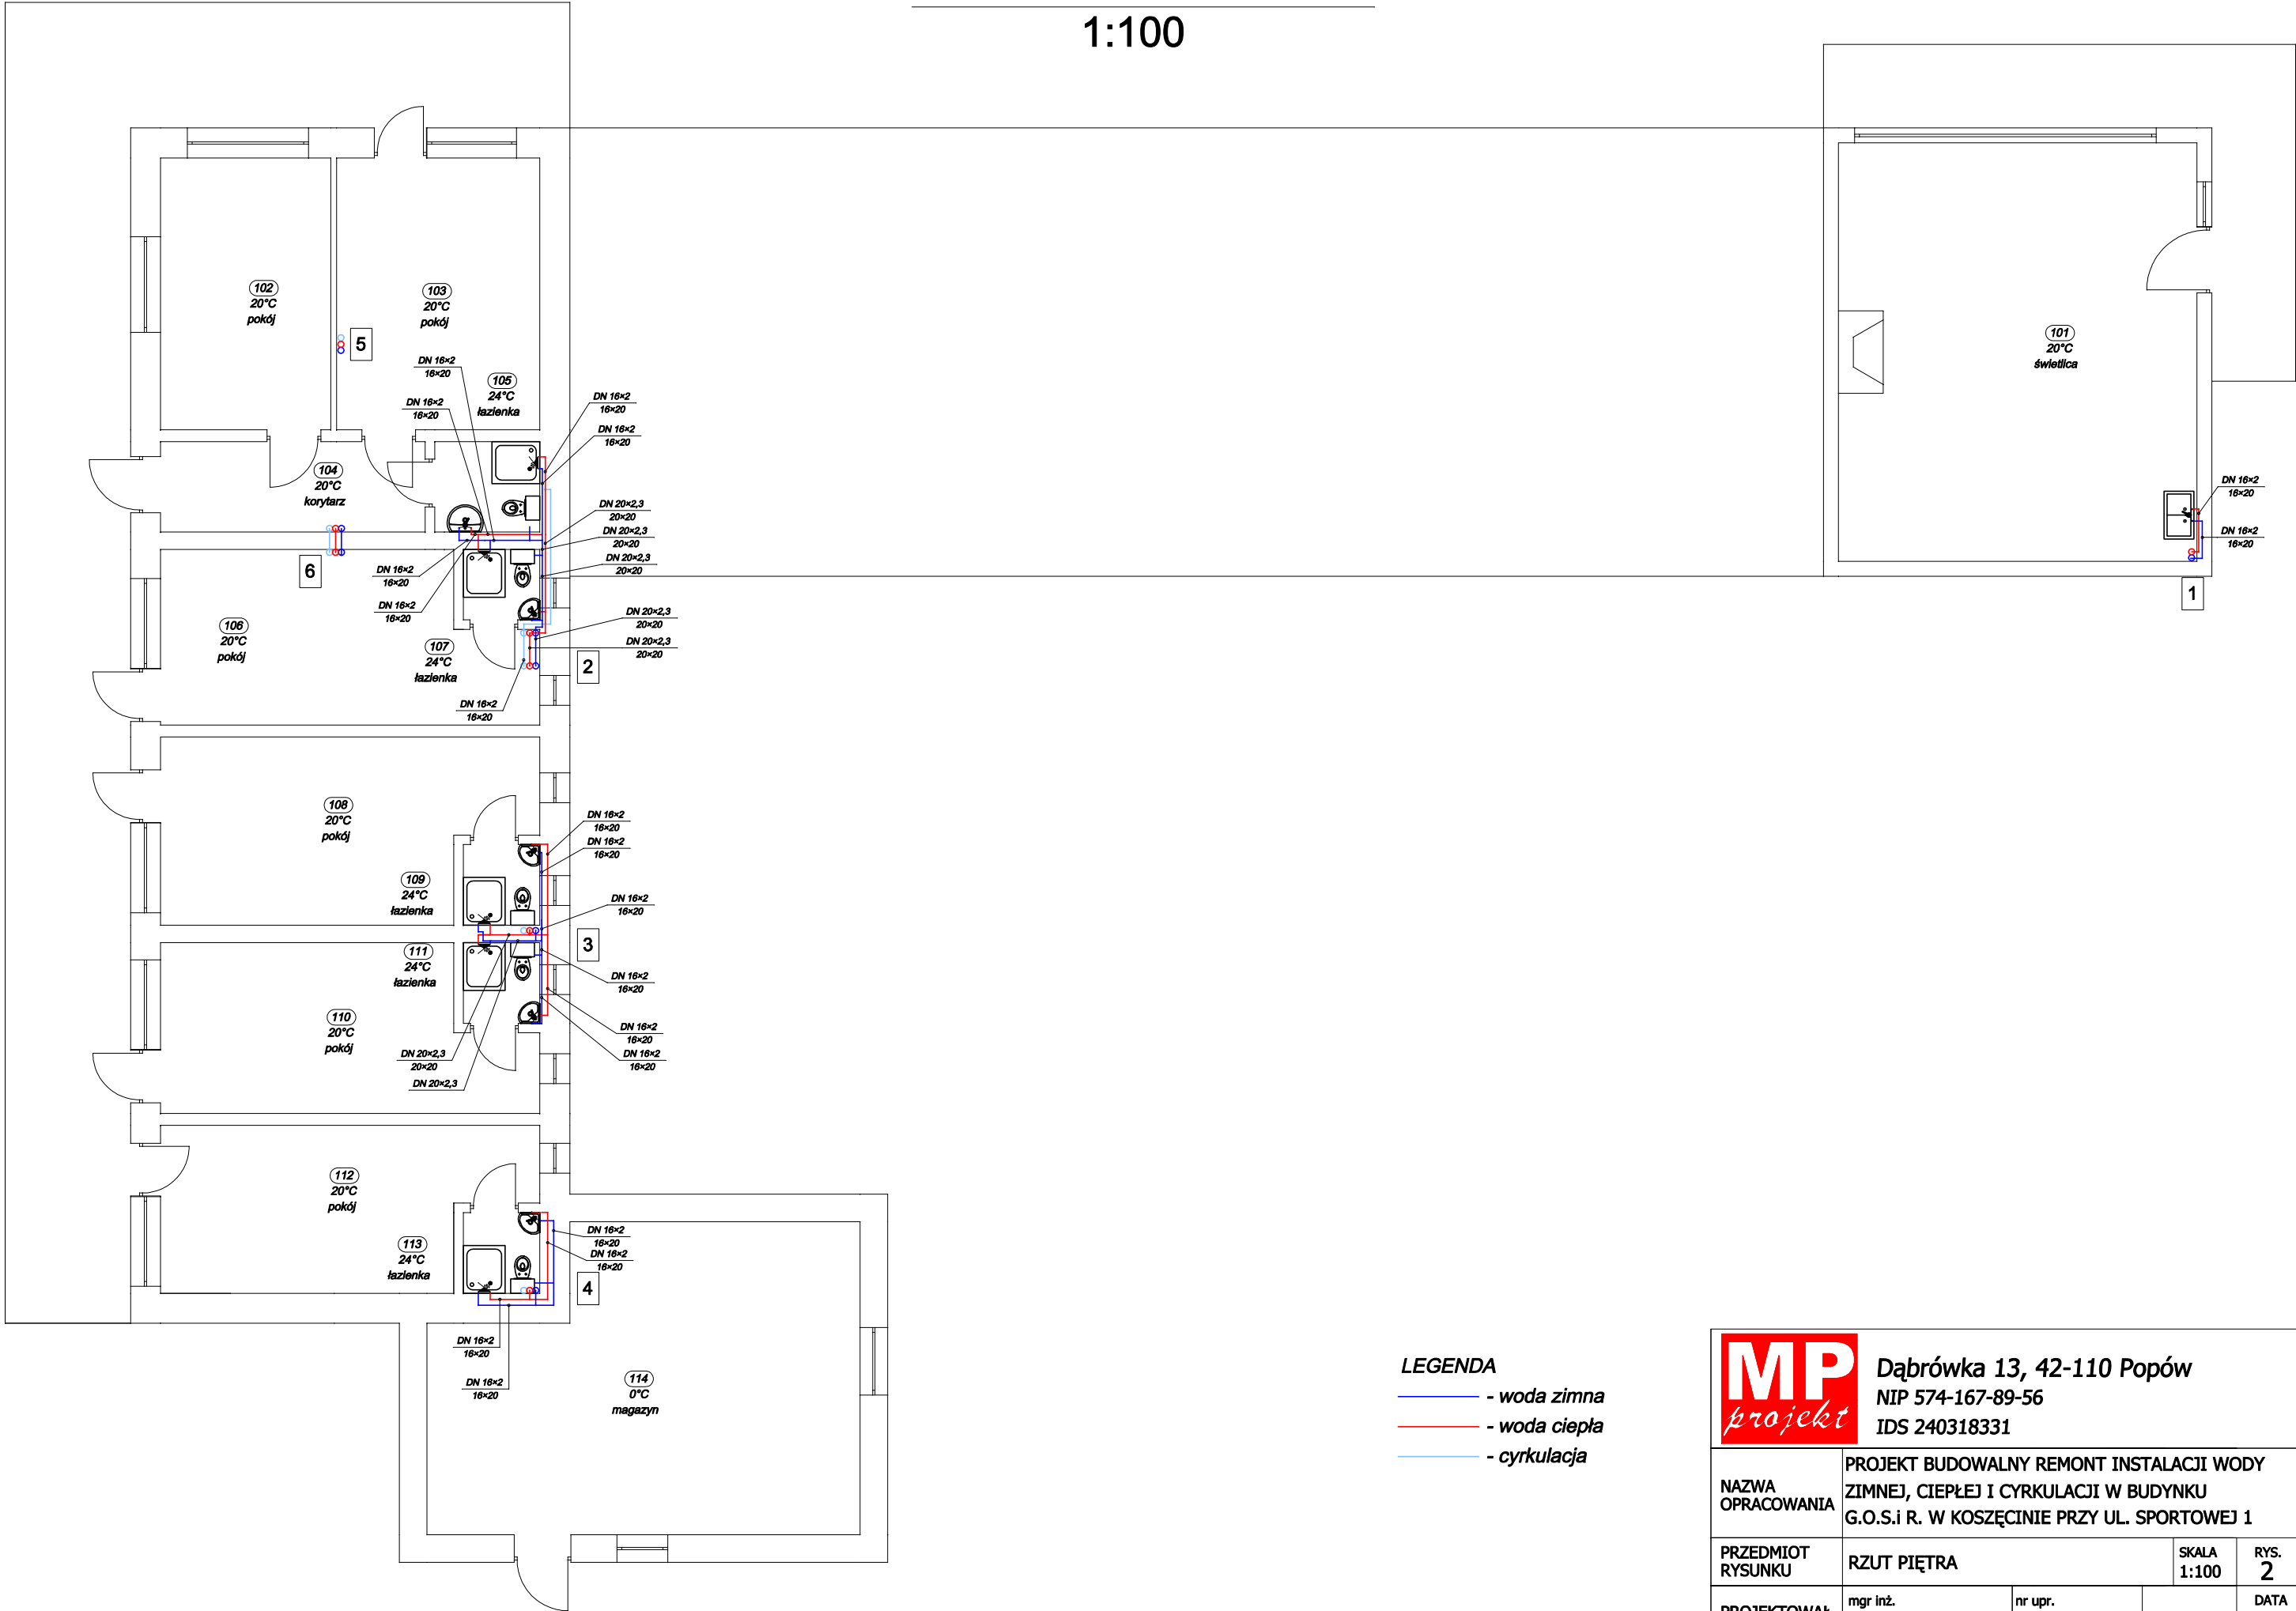 1:100
102
20°C
pokój
103
20°C
pokój
5
DN 16×2
16×20
105
24°C
łazienka
DN 16×2
16×20
DN 16×2
16×20
DN 16×2
16×20
101
20°C
świetlica
104
20°C
korytarz
DN 20×2,3
20×20
DN 20×2,3
20×20
DN 20×2,3
20×20
DN 16×2
16×20
DN 16×2
16×20
1
6
DN 16×2
16×20
DN 16×2
16×20
106
20°C
pokój
107
24°C
łazienka
DN 20×2,3
20×20
DN 20×2,3
20×20
2
DN 16×2
16×20
108
20°C
pokój
DN 16×2
16×20
DN 16×2
16×20
109
24°C
łazienka
DN 16×2
16×20
3
111
24°C
łazienka
DN 16×2
16×20
110
20°C
pokój
DN 16×2
16×20
DN 16×2
16×20
DN 20×2,3
20×20
DN 20×2,3
112
20°C
pokój
113
24°C
łazienka
DN 16×2
16×20
DN 16×2
16×20
4
DN 16×2
16×20
DN 16×2
16×20
114
0°C
magazyn
LEGENDA
- woda zimna
- woda ciepła
- cyrkulacja
MP
projekt
Dąbrówka 13, 42-110 Popów
NIP 574-167-89-56
IDS 240318331
NAZWA
OPRACOWANIA
PROJEKT BUDOWALNY REMONT INSTALACJI WODY
ZIMNEJ, CIEPŁEJ I CYRKULACJI W BUDYNKU
G.O.S.i R. W KOSZĘCINIE PRZY UL. SPORTOWEJ 1
PRZEDMIOT
RYSUNKU
RZUT PIĘTRA
SKALA
1:100
RYS.
2
PROJEKTOWAŁ
mgr inż.
nr upr.
DATA